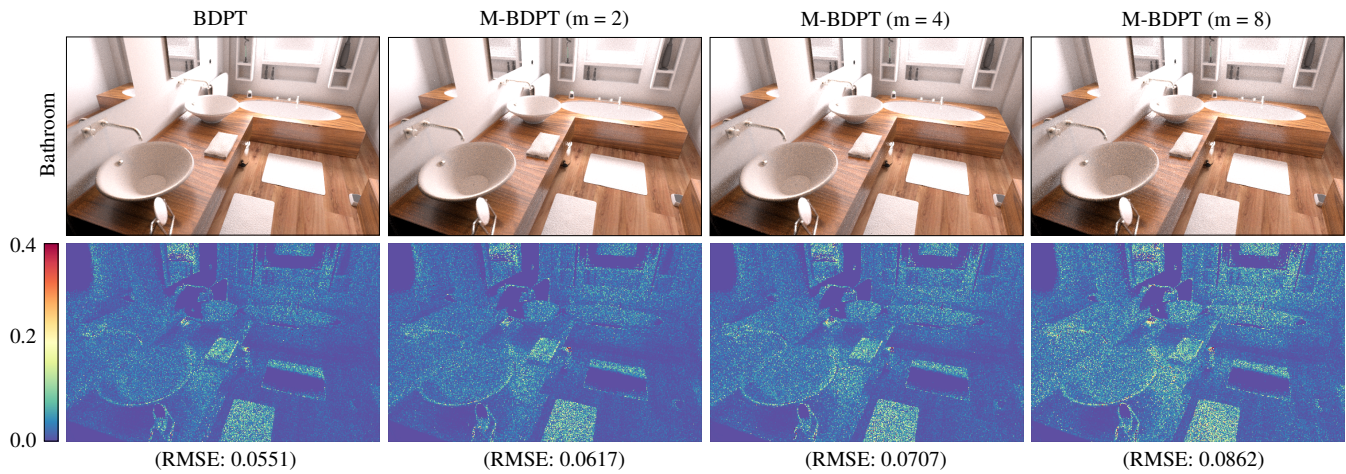 BDPT
M-BDPT (m = 2)
M-BDPT (m = 4)
M-BDPT (m = 8)
Bathroom
0.4
0.2
0.0
(RMSE: 0.0551)
(RMSE: 0.0617)
(RMSE: 0.0707)
(RMSE: 0.0862)